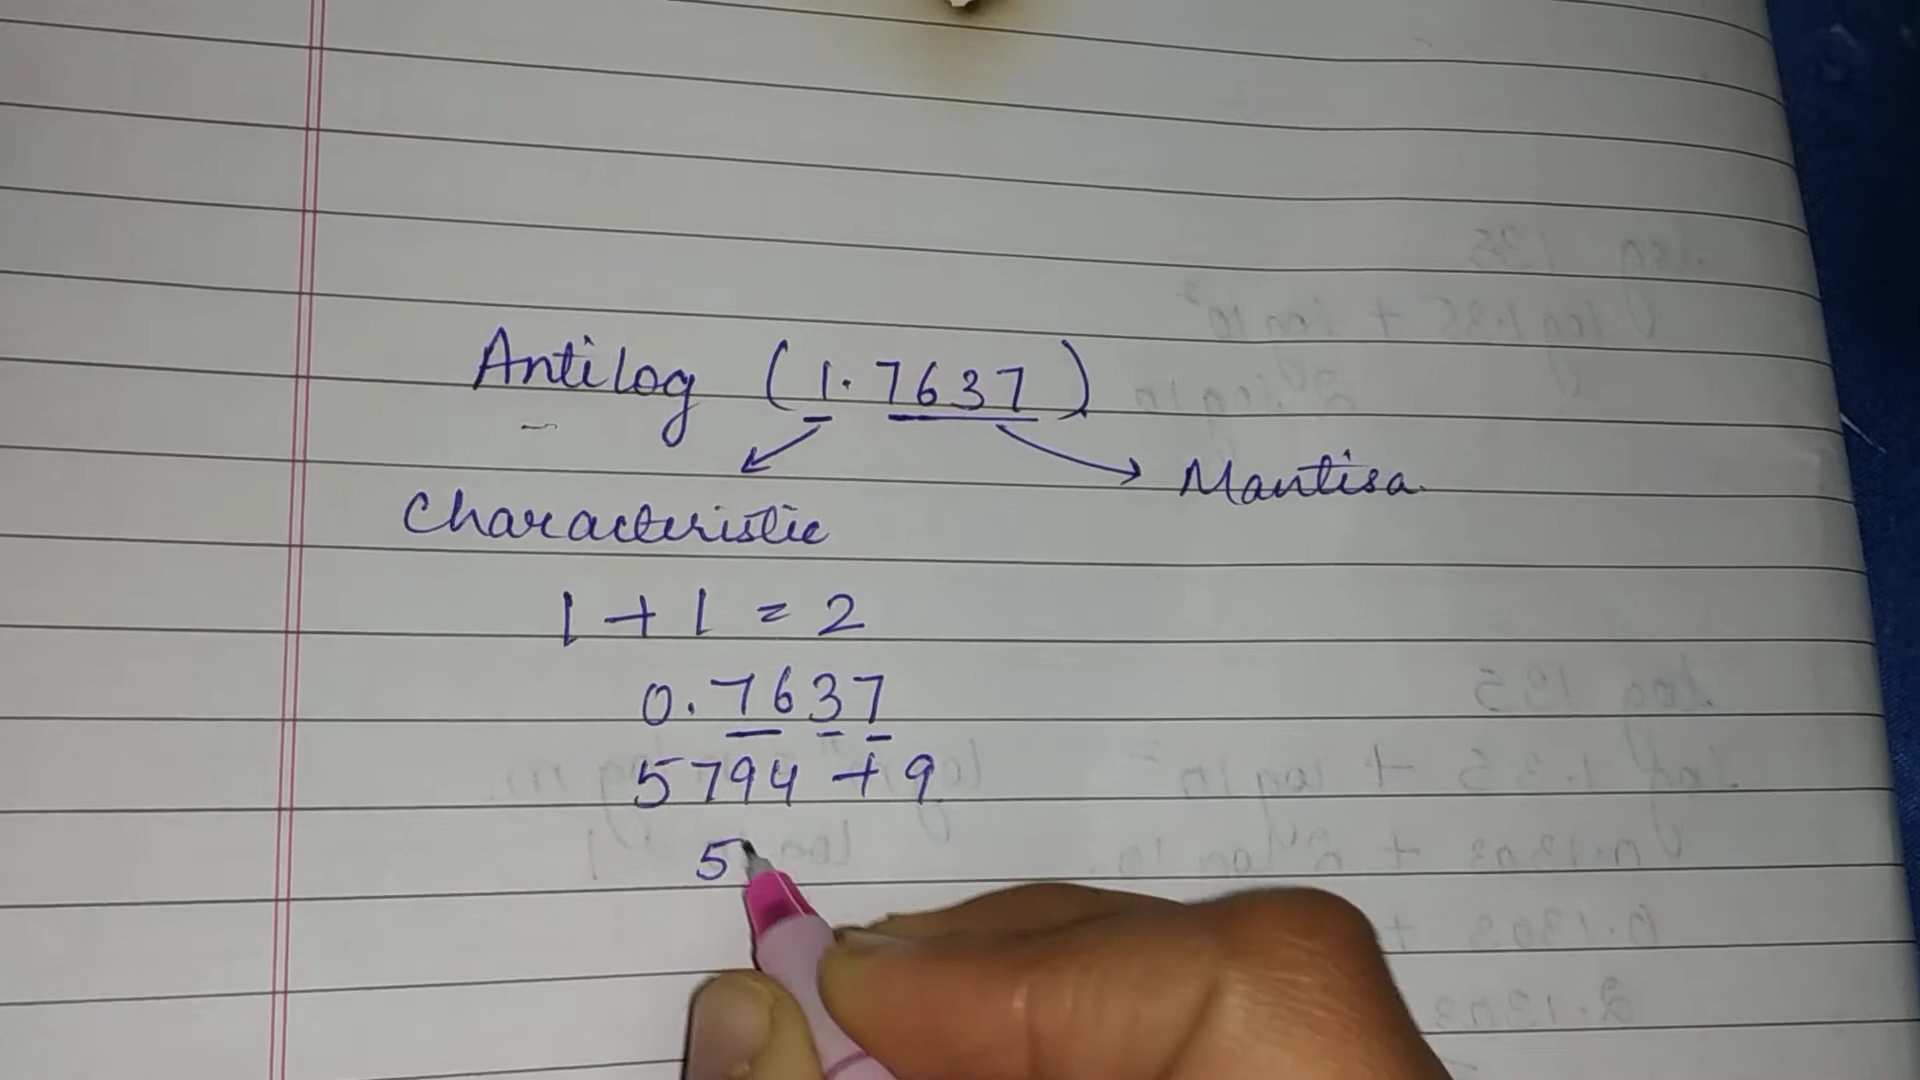 Antilog (1.7637)
Mantisa.
Characteristic
1 + 1 = 2
0.7637
5794 + 9
5